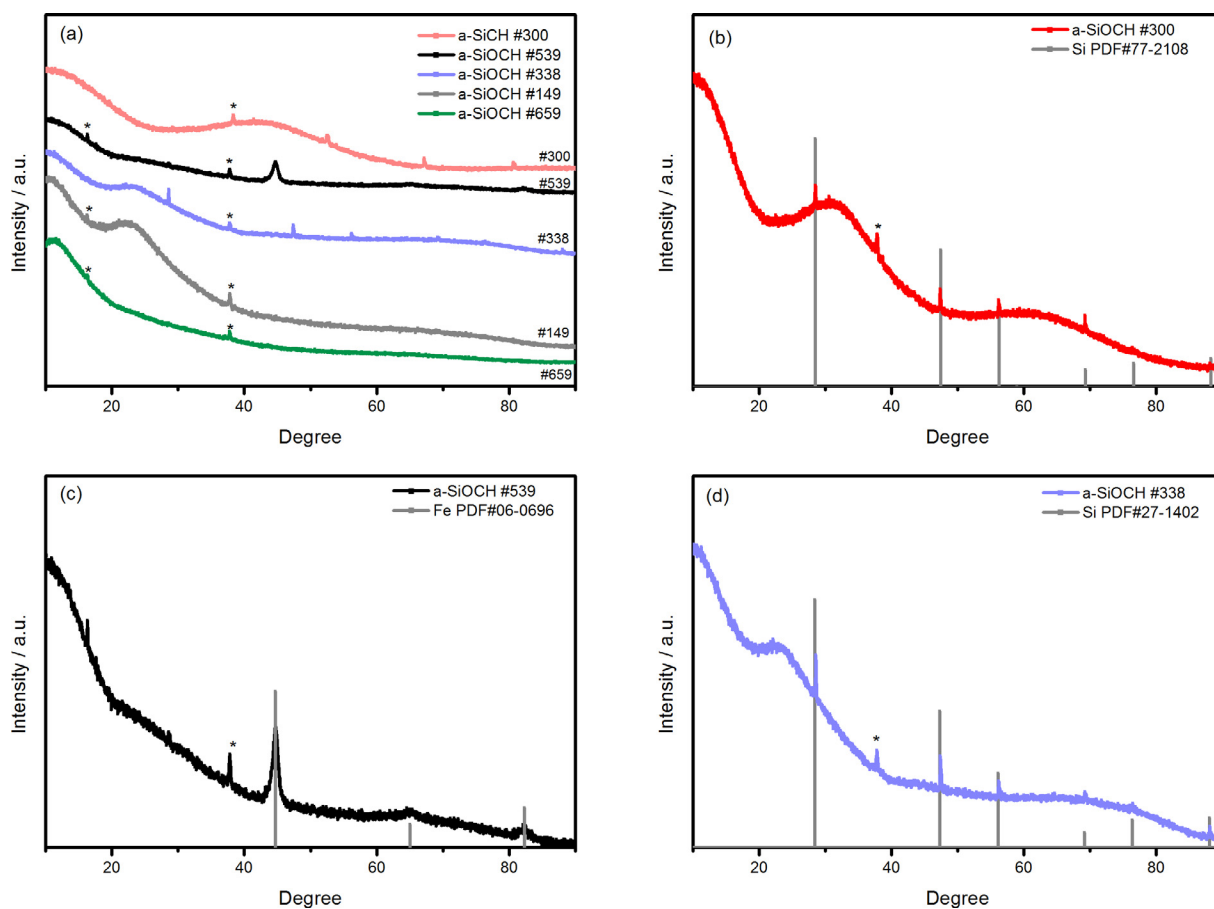 (a)
a-SiCH #300
a-SiOCH #539
a-SiOCH #338
a-SiOCH #149
a-SiOCH #659
*
*
*
*
*
*
*
*
#300
#539
#338
#149
#659
Intensity / a.u.
20
40
60
80
Degree
(b)
a-SiOCH #300
Si PDF#77-2108
*
Intensity / a.u.
20
40
60
80
Degree
(c)
a-SiOCH #539
Fe PDF#06-0696
*
Intensity / a.u.
20
40
60
80
Degree
(d)
a-SiOCH #338
Si PDF#27-1402
*
Intensity / a.u.
20
40
60
80
Degree